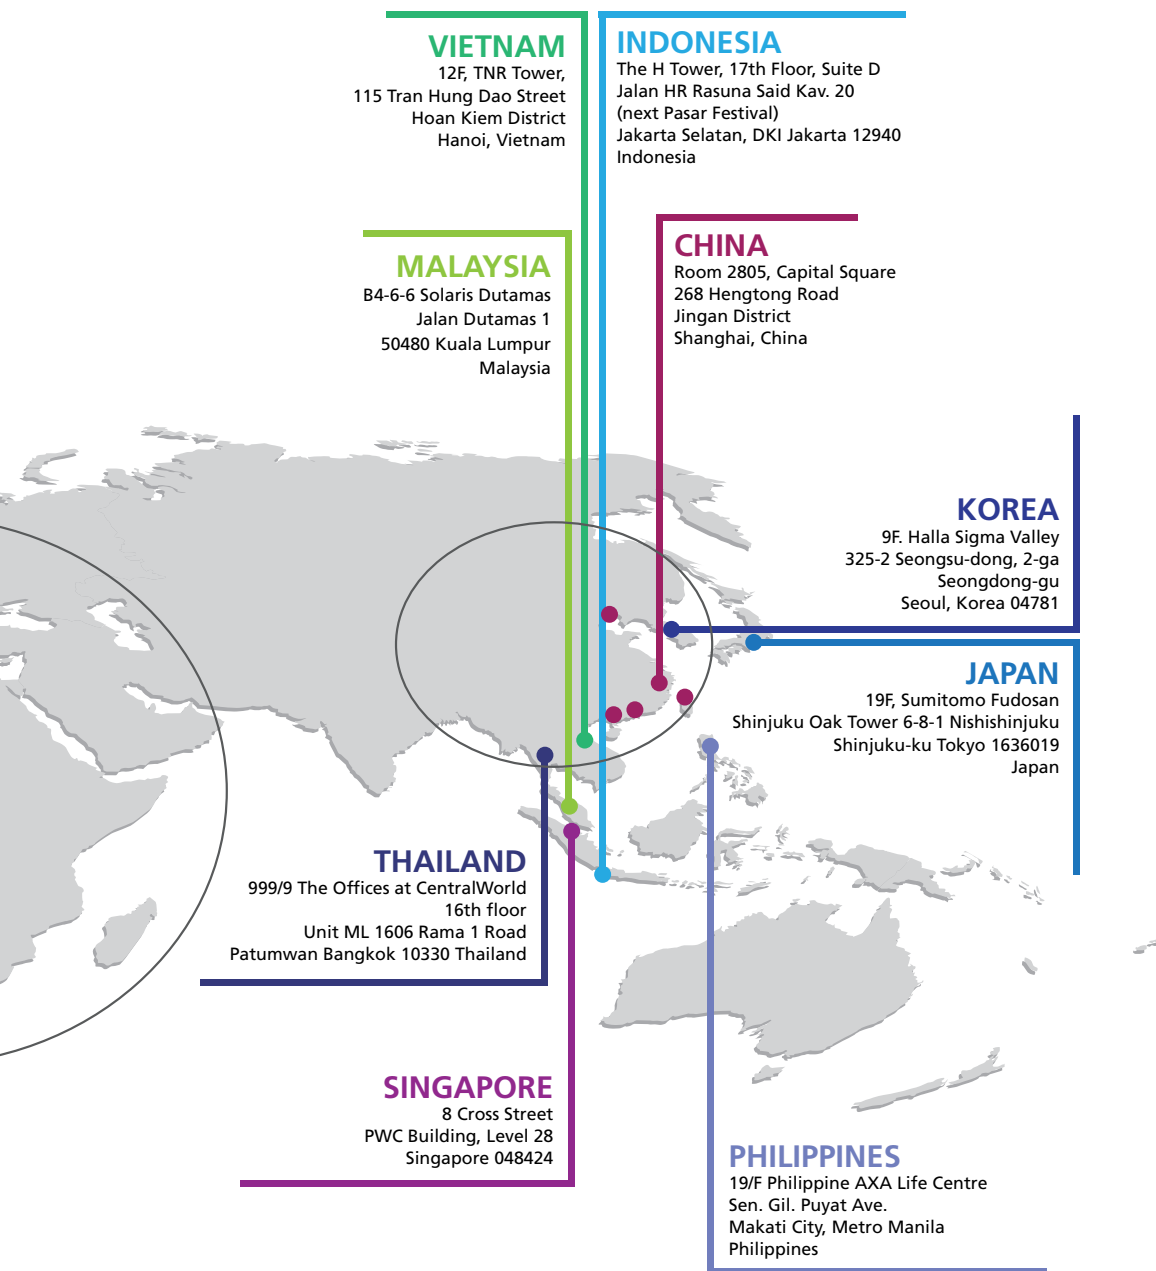 VIETNAM
12F, TNR Tower,
115 Tran Hung Dao Street
Hoan Kiem District
Hanoi, Vietnam
INDONESIA
The H Tower, 17th Floor, Suite D
Jalan HR Rasuna Said Kav. 20
(next Pasar Festival)
Jakarta Selatan, DKI Jakarta 12940
Indonesia
MALAYSIA
B4-6-6 Solaris Dutamas
Jalan Dutamas 1
50480 Kuala Lumpur
Malaysia
CHINA
Room 2805, Capital Square
268 Hengtong Road
Jingan District
Shanghai, China
KOREA
9F. Halla Sigma Valley
325-2 Seongsu-dong, 2-ga
Seongdong-gu
Seoul, Korea 04781
JAPAN
19F, Sumitomo Fudosan
Shinjuku Oak Tower 6-8-1 Nishishinjuku
Shinjuku-ku Tokyo 1636019
Japan
THAILAND
999/9 The Offices at CentralWorld
16th floor
Unit ML 1606 Rama 1 Road
Patumwan Bangkok 10330 Thailand
SINGAPORE
8 Cross Street
PWC Building, Level 28
Singapore 048424
PHILIPPINES
19/F Philippine AXA Life Centre
Sen. Gil. Puyat Ave.
Makati City, Metro Manila
Philippines